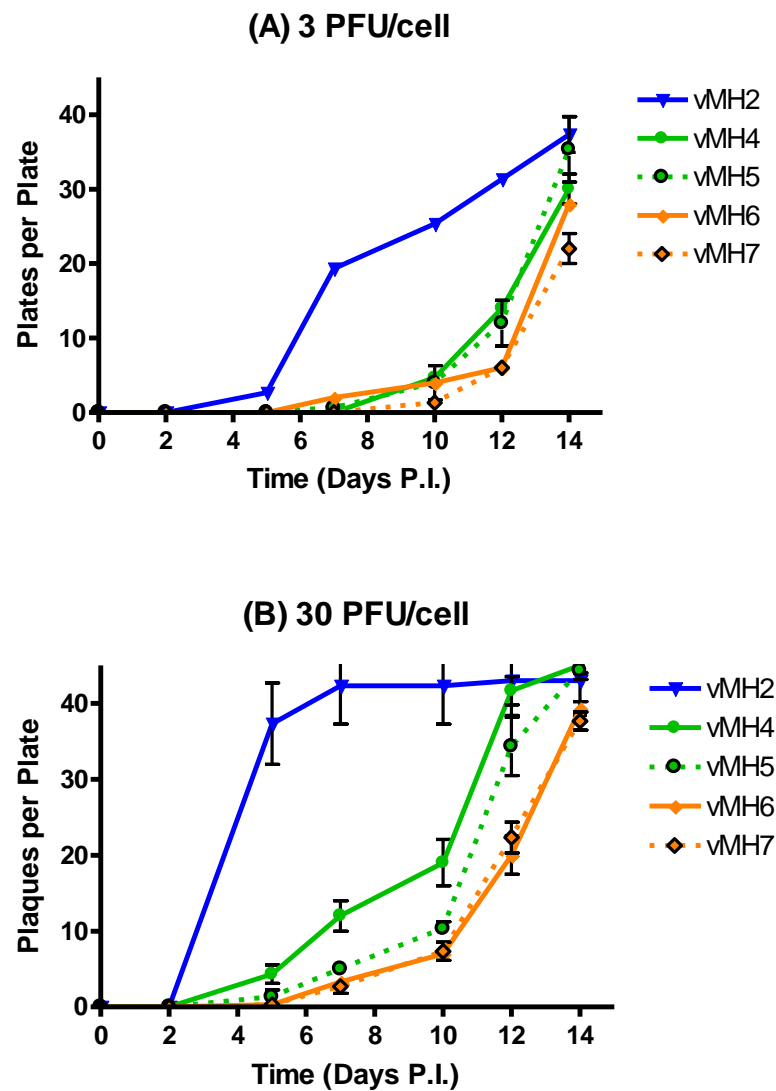 (A) 3 PFU/cell
Plates per Plate
40
30
20
10
0
0 2 4 6 8 10 12 14
Time (Days P.I.)
vMH2
vMH4
vMH5
vMH6
vMH7
(B) 30 PFU/cell
Plaques per Plate
40
30
20
10
0
0 2 4 6 8 10 12 14
Time (Days P.I.)
vMH2
vMH4
vMH5
vMH6
vMH7